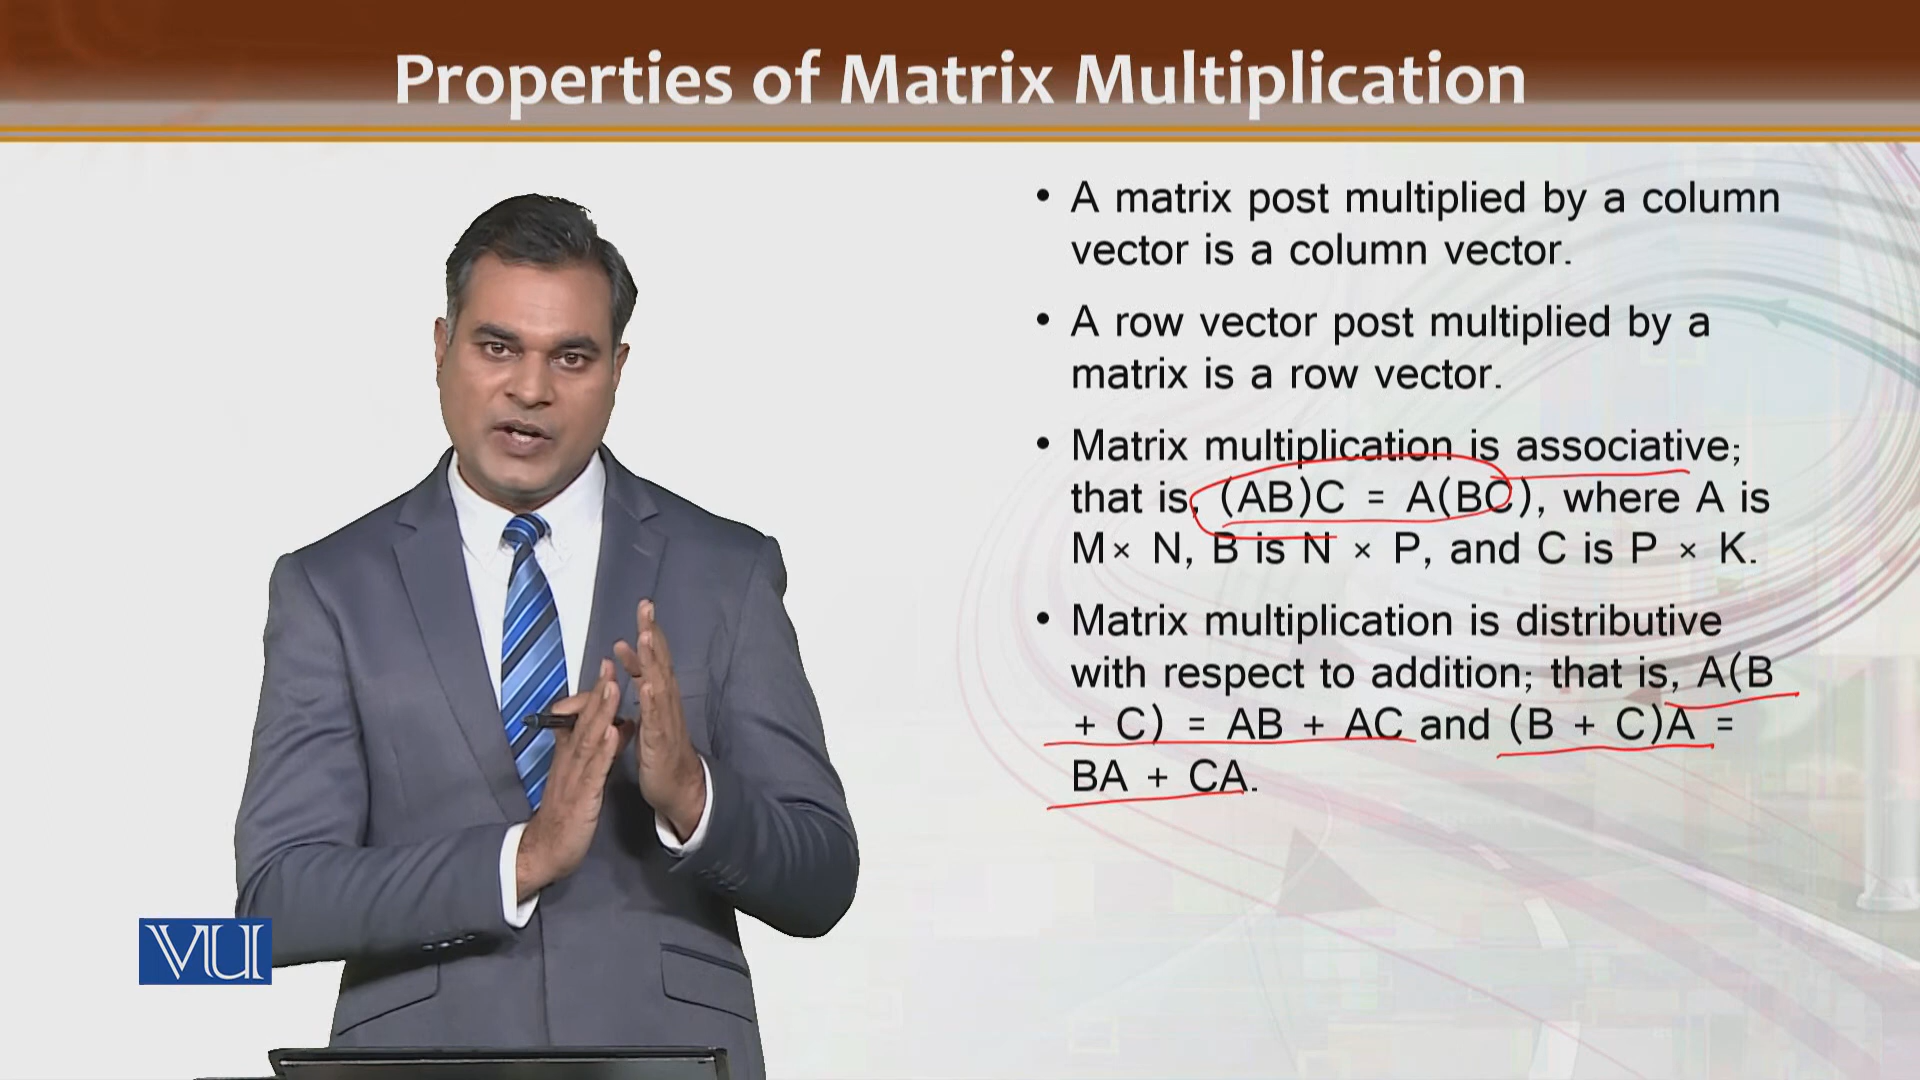 Properties of Matrix Multiplication
• A matrix post multiplied by a column
vector is a column vector.
• A row vector post multiplied by a
matrix is a row vector.
• Matrix multiplication is associative;
that is, (AB)C = A(BC), where A is
M× N, B is N × P, and C is P × K.
• Matrix multiplication is distributive
with respect to addition; that is, A(B
+ C) = AB + AC and (B + C)A =
BA + CA.
VU